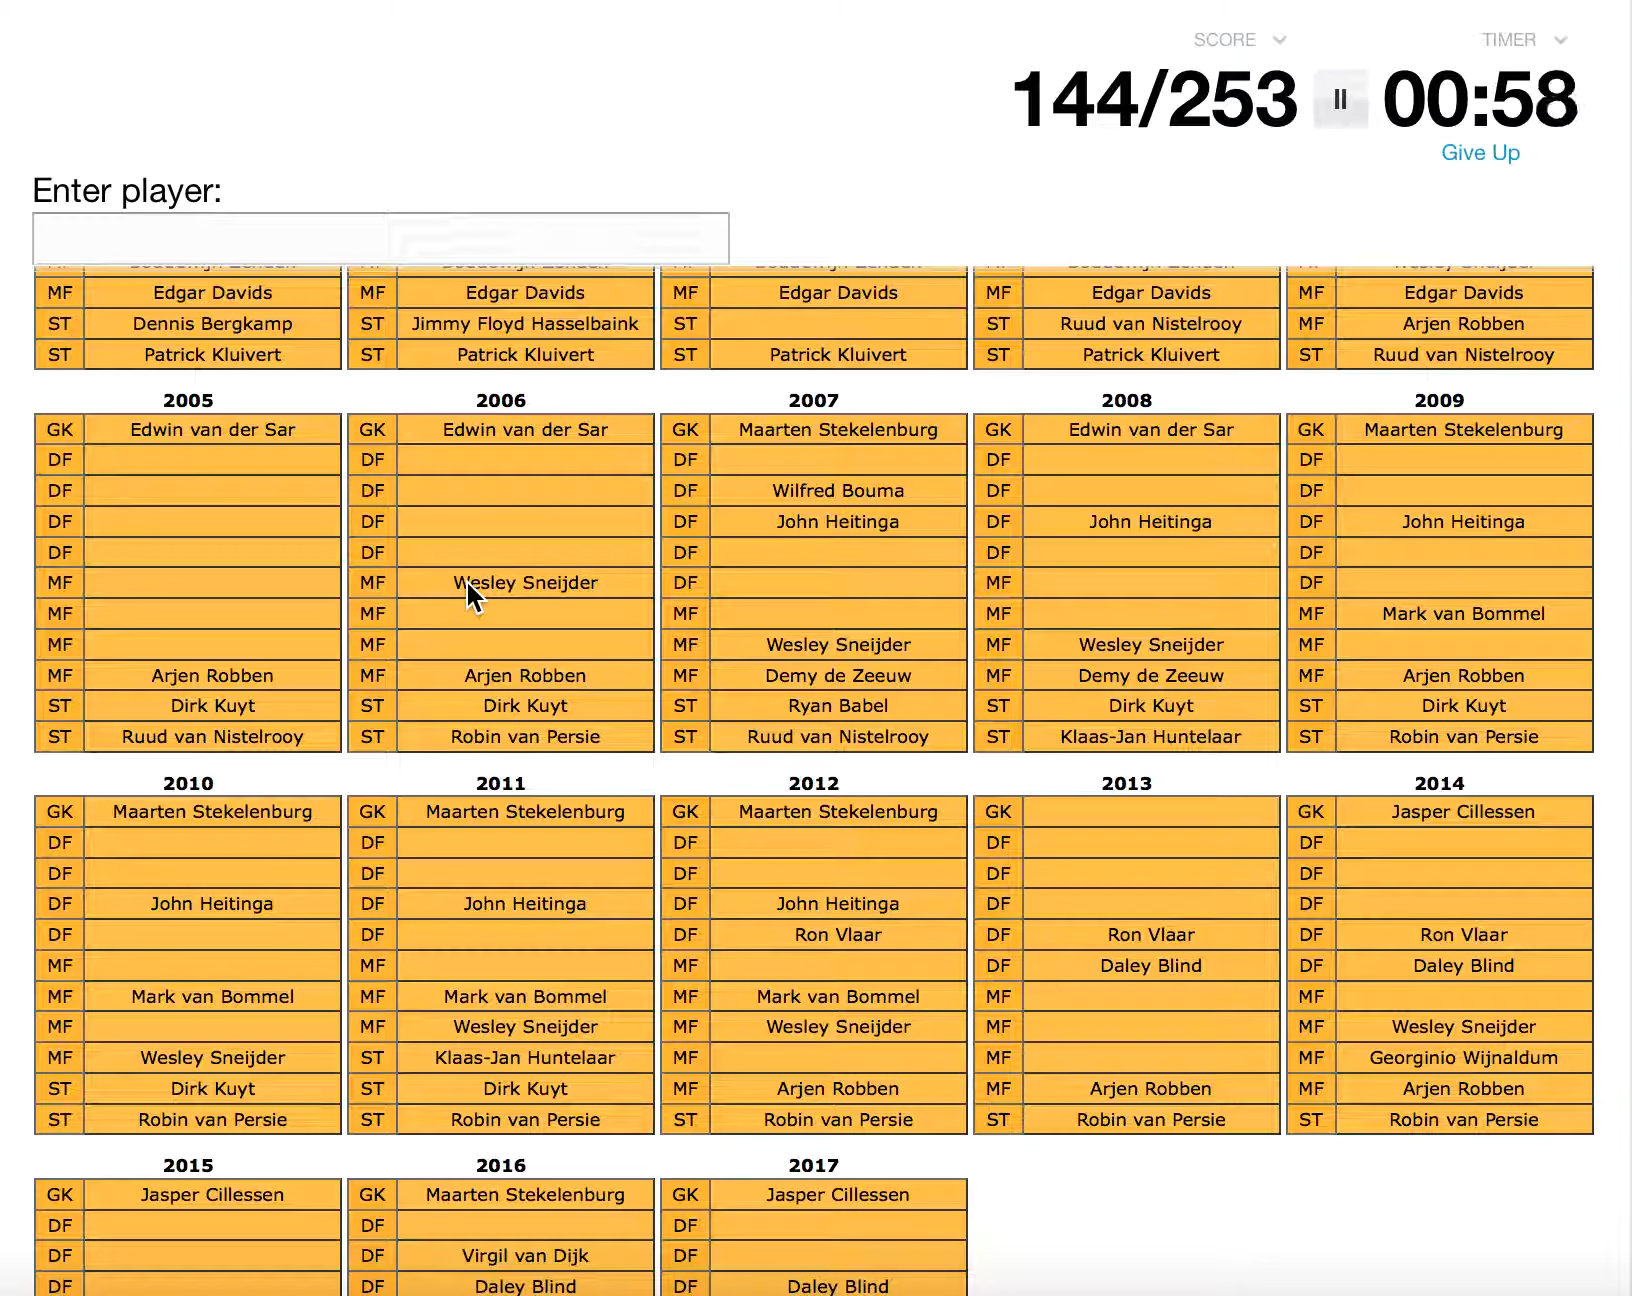 SCORE TIMER
144/253 00:58
Give Up
Enter player:
MF Edgar Davids MF Edgar Davids MF Edgar Davids MF Edgar Davids MF Edgar Davids
ST Dennis Bergkamp ST Jimmy Floyd Hasselbaink ST ST Ruud van Nistelrooy MF Arjen Robben
ST Patrick Kluivert ST Patrick Kluivert ST Patrick Kluivert ST Patrick Kluivert ST Ruud van Nistelrooy
2005 2006 2007 2008 2009
GK Edwin van der Sar GK Edwin van der Sar GK Maarten Stekelenburg GK Edwin van der Sar GK Maarten Stekelenburg
DF DF DF DF DF
DF DF DF Wilfred Bouma DF DF
DF DF DF John Heitinga DF John Heitinga DF John Heitinga
DF DF DF DF DF
MF MF Wesley Sneijder DF MF DF
MF MF MF MF MF Mark van Bommel
MF MF MF Wesley Sneijder MF Wesley Sneijder MF
MF Arjen Robben MF Arjen Robben MF Demy de Zeeuw MF Demy de Zeeuw MF Arjen Robben
ST Dirk Kuyt ST Dirk Kuyt ST Ryan Babel ST Dirk Kuyt ST Dirk Kuyt
ST Ruud van Nistelrooy ST Robin van Persie ST Ruud van Nistelrooy ST Klaas-Jan Huntelaar ST Robin van Persie
2010 2011 2012 2013 2014
GK Maarten Stekelenburg GK Maarten Stekelenburg GK Maarten Stekelenburg GK GK Jasper Cillessen
DF DF DF DF DF
DF DF DF DF DF
DF John Heitinga DF John Heitinga DF John Heitinga DF DF
DF DF DF Ron Vlaar DF Ron Vlaar DF Ron Vlaar
MF MF MF DF Daley Blind DF Daley Blind
MF Mark van Bommel MF Mark van Bommel MF Mark van Bommel MF MF
MF MF Wesley Sneijder MF Wesley Sneijder MF MF Wesley Sneijder
MF Wesley Sneijder ST Klaas-Jan Huntelaar MF MF MF Georginio Wijnaldum
ST Dirk Kuyt ST Dirk Kuyt MF Arjen Robben MF Arjen Robben MF Arjen Robben
ST Robin van Persie ST Robin van Persie ST Robin van Persie ST Robin van Persie ST Robin van Persie
2015 2016 2017
GK Jasper Cillessen GK Maarten Stekelenburg GK Jasper Cillessen
DF DF DF
DF DF Virgil van Dijk DF
DF DF Daley Blind DF Daley Blind